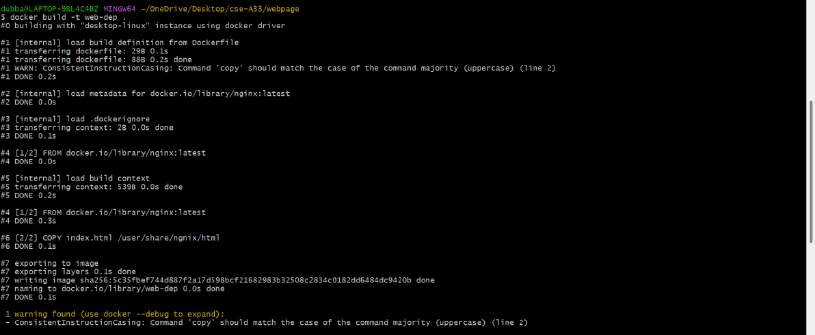 dubba@LAPTOP-98L4C4B2 MINGW64 ~/OneDrive/Desktop/cse-A33/webpage
$ docker build -t web-dep .
#0 building with "desktop-linux" instance using docker driver
#1 [internal] load build definition from Dockerfile
#1 transferring dockerfile: 29B 0.1s
#1 transferring dockerfile: 88B 0.2s done
#1 WARN: ConsistentInstructionCasing: Command 'copy' should match the case of the command majority (uppercase) (line 2)
#1 DONE 0.2s
#2 [internal] load metadata for docker.io/library/nginx:latest
#2 DONE 0.0s
#3 [internal] load .dockerignore
#3 transferring context: 2B 0.0s done
#3 DONE 0.1s
#4 [1/2] FROM docker.io/library/nginx:latest
#4 DONE 0.0s
#5 [internal] load build context
#5 transferring context: 539B 0.0s done
#5 DONE 0.2s
#4 [1/2] FROM docker.io/library/nginx:latest
#4 DONE 0.3s
#6 [2/2] COPY index.html /user/share/ngnix/html
#6 DONE 0.1s
#7 exporting to image
#7 exporting layers 0.1s done
#7 writing image sha256:5c35fbef744d887f2a17d598bcf21682983b32508c2834c0182dd6484dc9420b done
#7 naming to docker.io/library/web-dep 0.0s done
#7 DONE 0.1s
1 warning found (use docker --debug to expand):
- ConsistentInstructionCasing: Command 'copy' should match the case of the command majority (uppercase) (line 2)